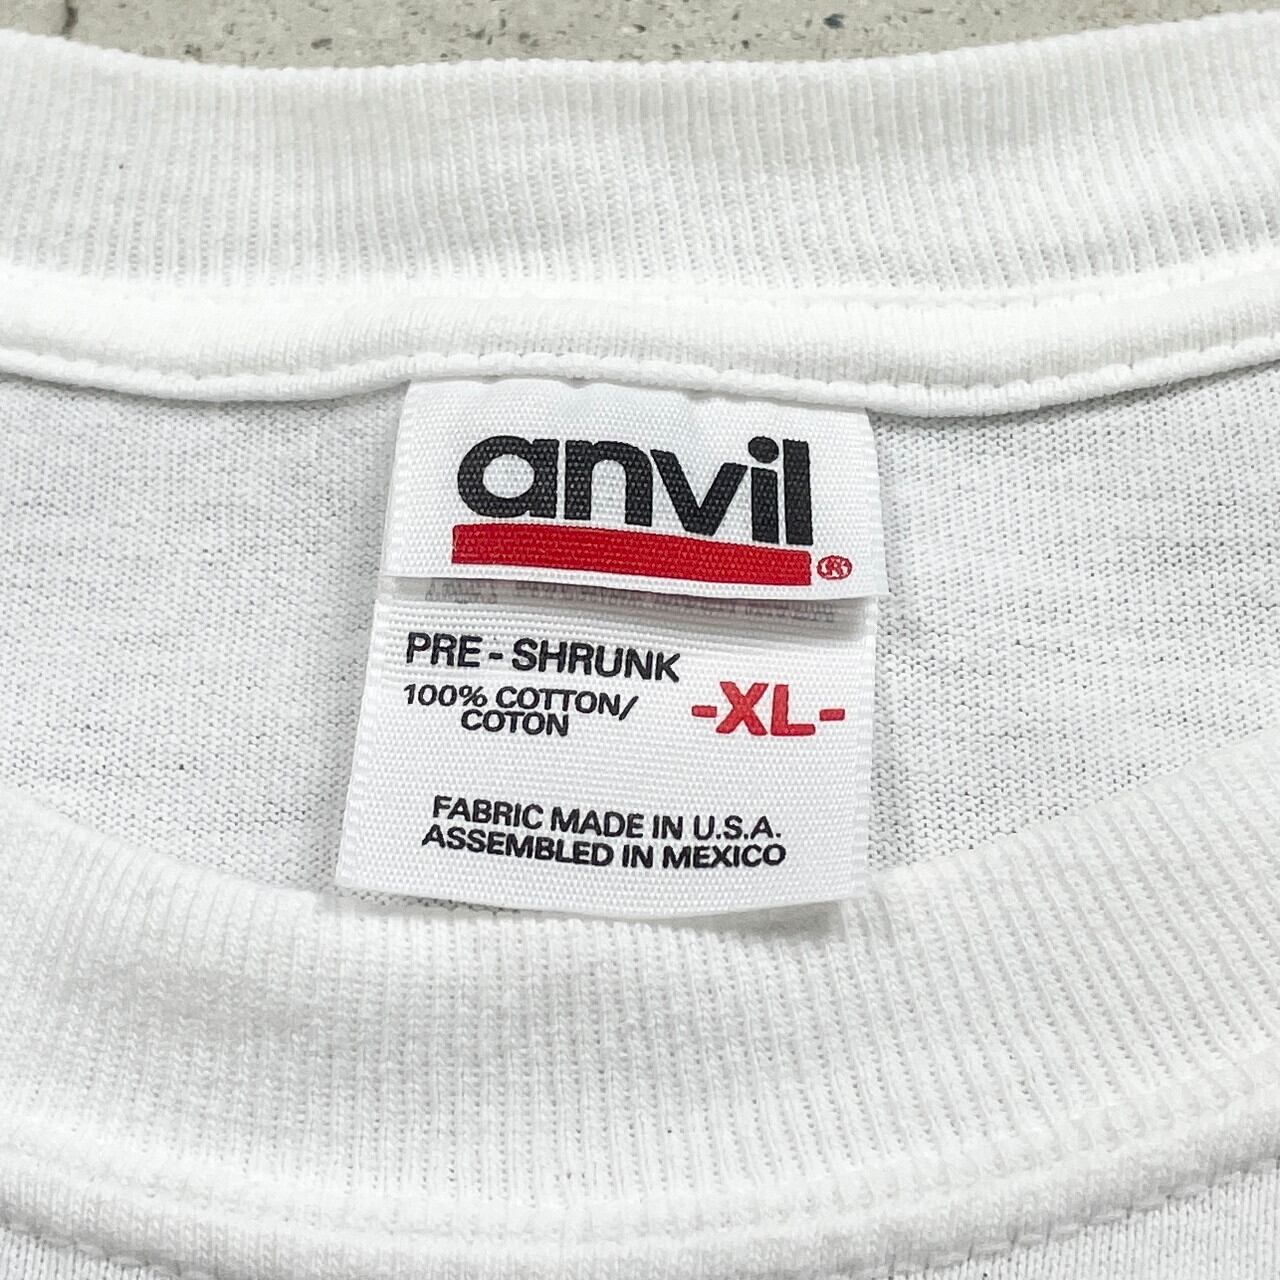 anvil®
PRE-SHRUNK
100% COTTON/
COTON
-XL-
FABRIC MADE IN U.S.A.
ASSEMBLED IN MEXICO